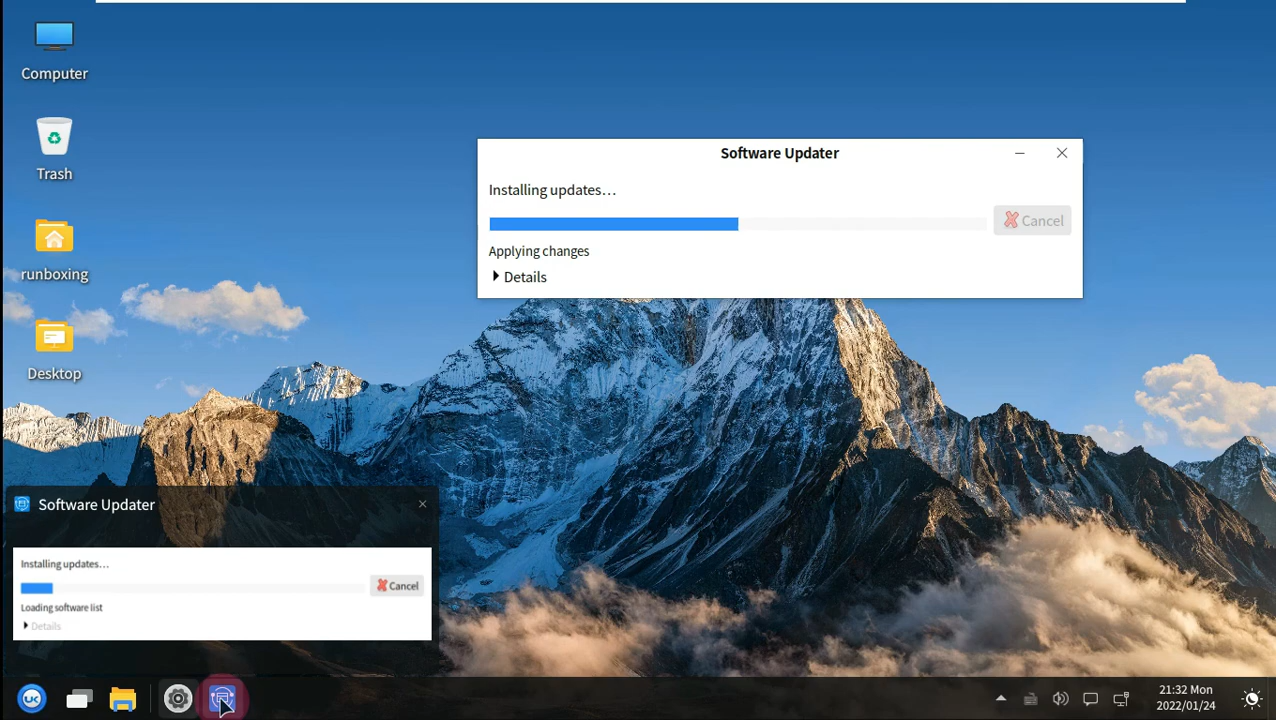 Computer
Trash
runboxing
Desktop
Software Updater
Installing updates…
Cancel
Applying changes
Details
Software Updater
Installing updates…
Cancel
Loading software list
Details
UK
21:32 Mon
2022/01/24